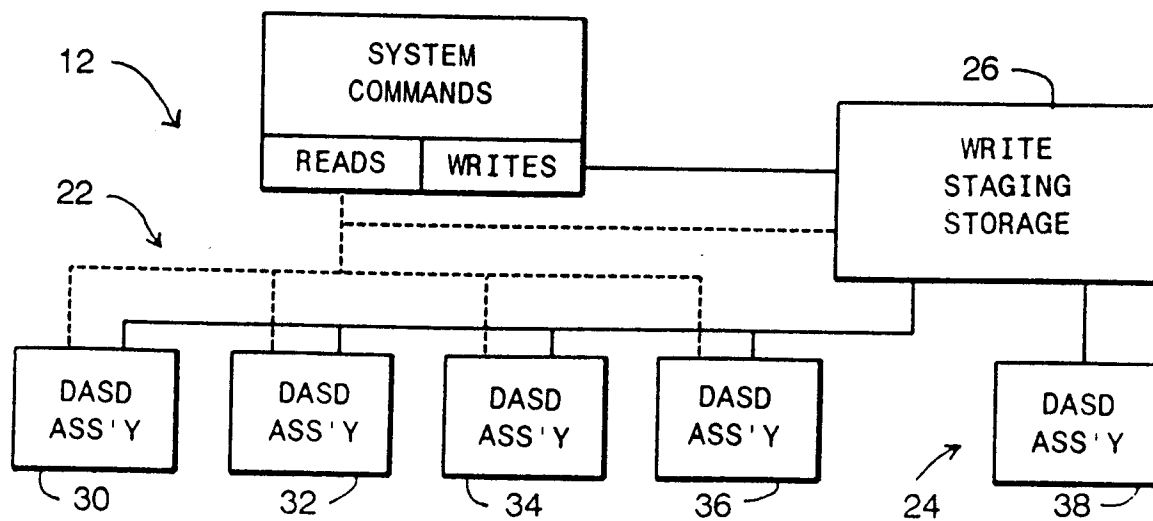 12
SYSTEM
COMMANDS
READS WRITES
26
WRITE
STAGING
STORAGE
22
DASD
ASS'Y
DASD
ASS'Y
DASD
ASS'Y
DASD
ASS'Y
DASD
ASS'Y
30
32
34
36
24
38